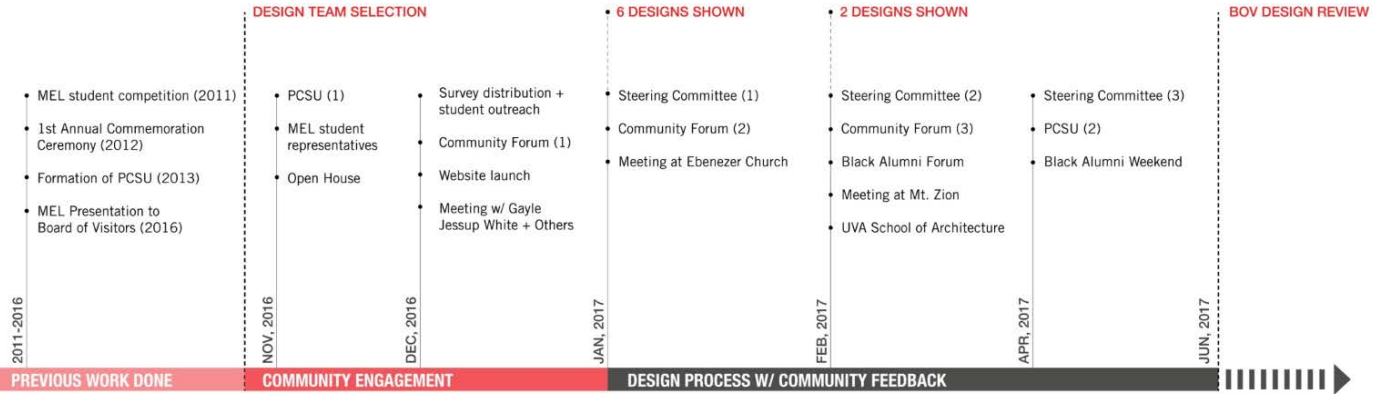 DESIGN TEAM SELECTION
6 DESIGNS SHOWN
2 DESIGNS SHOWN
BOV DESIGN REVIEW
MEL student competition (2011)
1st Annual Commemoration
Ceremony (2012)
Formation of PCSU (2013)
MEL Presentation to
Board of Visitors (2016)
2011-2016
PCSU (1)
MEL student
representatives
Open House
NOV, 2016
Survey distribution +
student outreach
Community Forum (1)
Website launch
Meeting w/ Gayle
Jessup White + Others
DEC, 2016
Steering Committee (1)
Community Forum (2)
Meeting at Ebenezer Church
JAN, 2017
Steering Committee (2)
Community Forum (3)
Black Alumni Forum
Meeting at Mt. Zion
UVA School of Architecture
FEB, 2017
Steering Committee (3)
PCSU (2)
Black Alumni Weekend
APR, 2017
JUN, 2017
PREVIOUS WORK DONE
COMMUNITY ENGAGEMENT
DESIGN PROCESS W/ COMMUNITY FEEDBACK